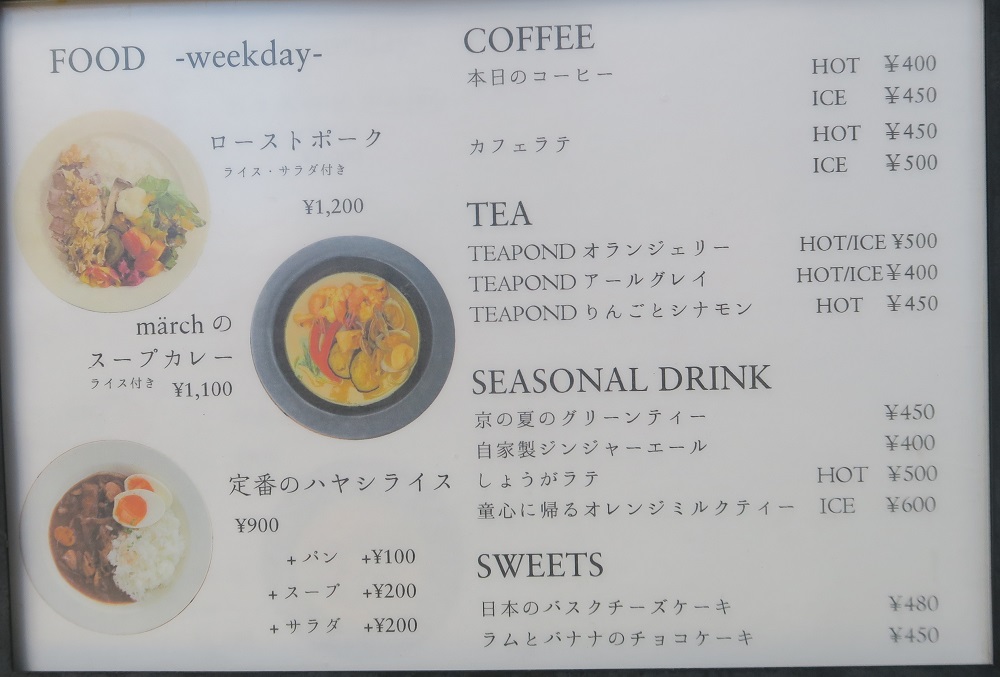 FOOD -weekday-
ローストポーク
ライス・サラダ付き
¥1,200
märchの
スープカレー
ライス付き ¥1,100
定番のハヤシライス
¥900
+ パン +¥100
+ スープ +¥200
+ サラダ +¥200
COFFEE
本日のコーヒー HOT ¥400
ICE ¥450
カフェラテ HOT ¥450
ICE ¥500
TEA
TEAPOND オランジェリー HOT/ICE ¥500
TEAPOND アールグレイ HOT/ICE ¥400
TEAPOND りんごとシナモン HOT ¥450
SEASONAL DRINK
京の夏のグリーンティー ¥450
自家製ジンジャーエール ¥400
しょうがラテ HOT ¥500
童心に帰るオレンジミルクティー ICE ¥600
SWEETS
日本のバスクチーズケーキ ¥480
ラムとバナナのチョコケーキ ¥450